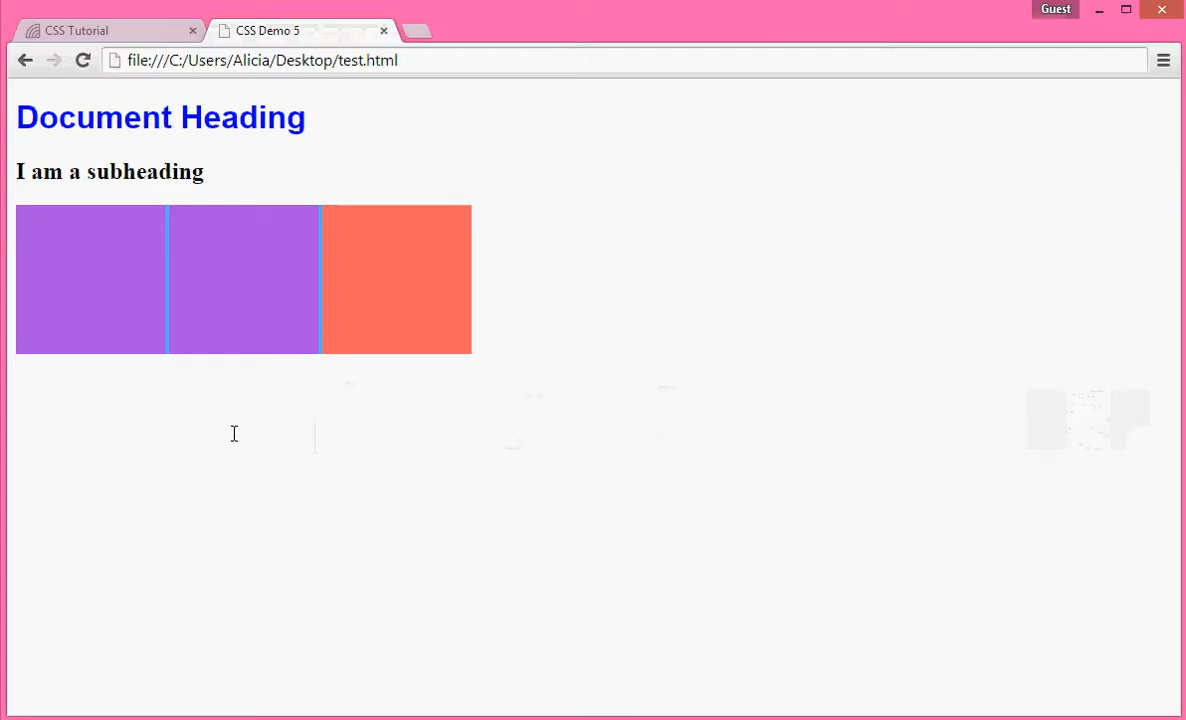 Guest
CSS Tutorial
CSS Demo 5
file:///C:/Users/Alicia/Desktop/test.html
Document Heading
I am a subheading